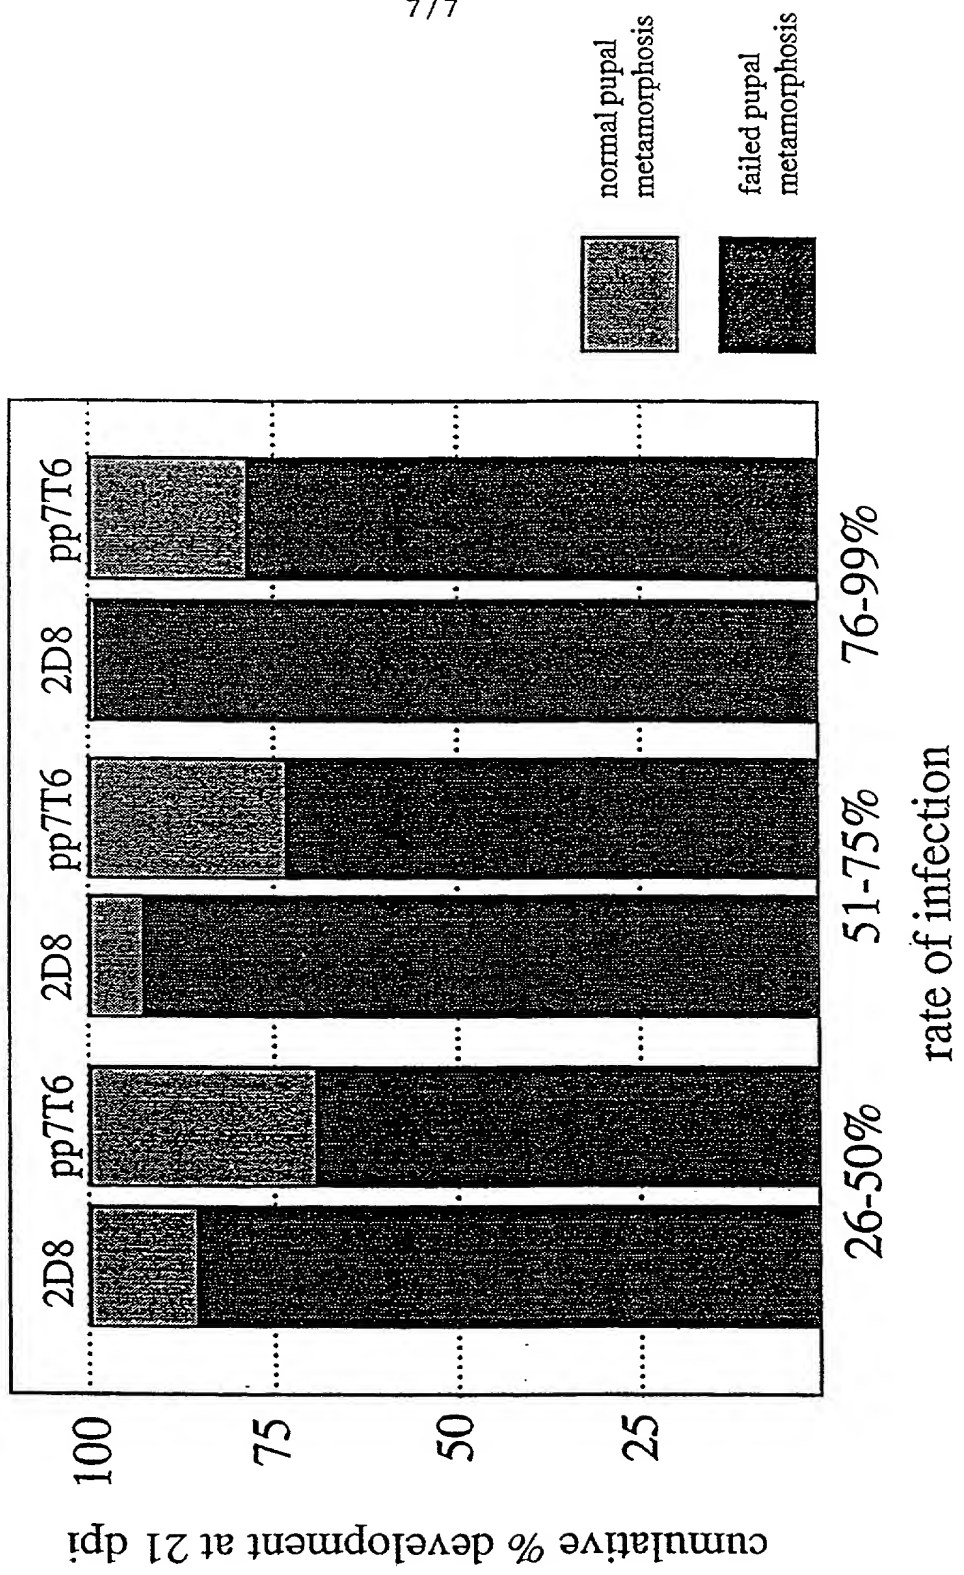 7/7
normal pupal
metamorphosis
failed pupal
metamorphosis
2D8 pp7T6 2D8 pp7T6 2D8 pp7T6
100
75
50
25
cumulative % development at 21 dpi
26-50% 51-75% 76-99%
rate of infection